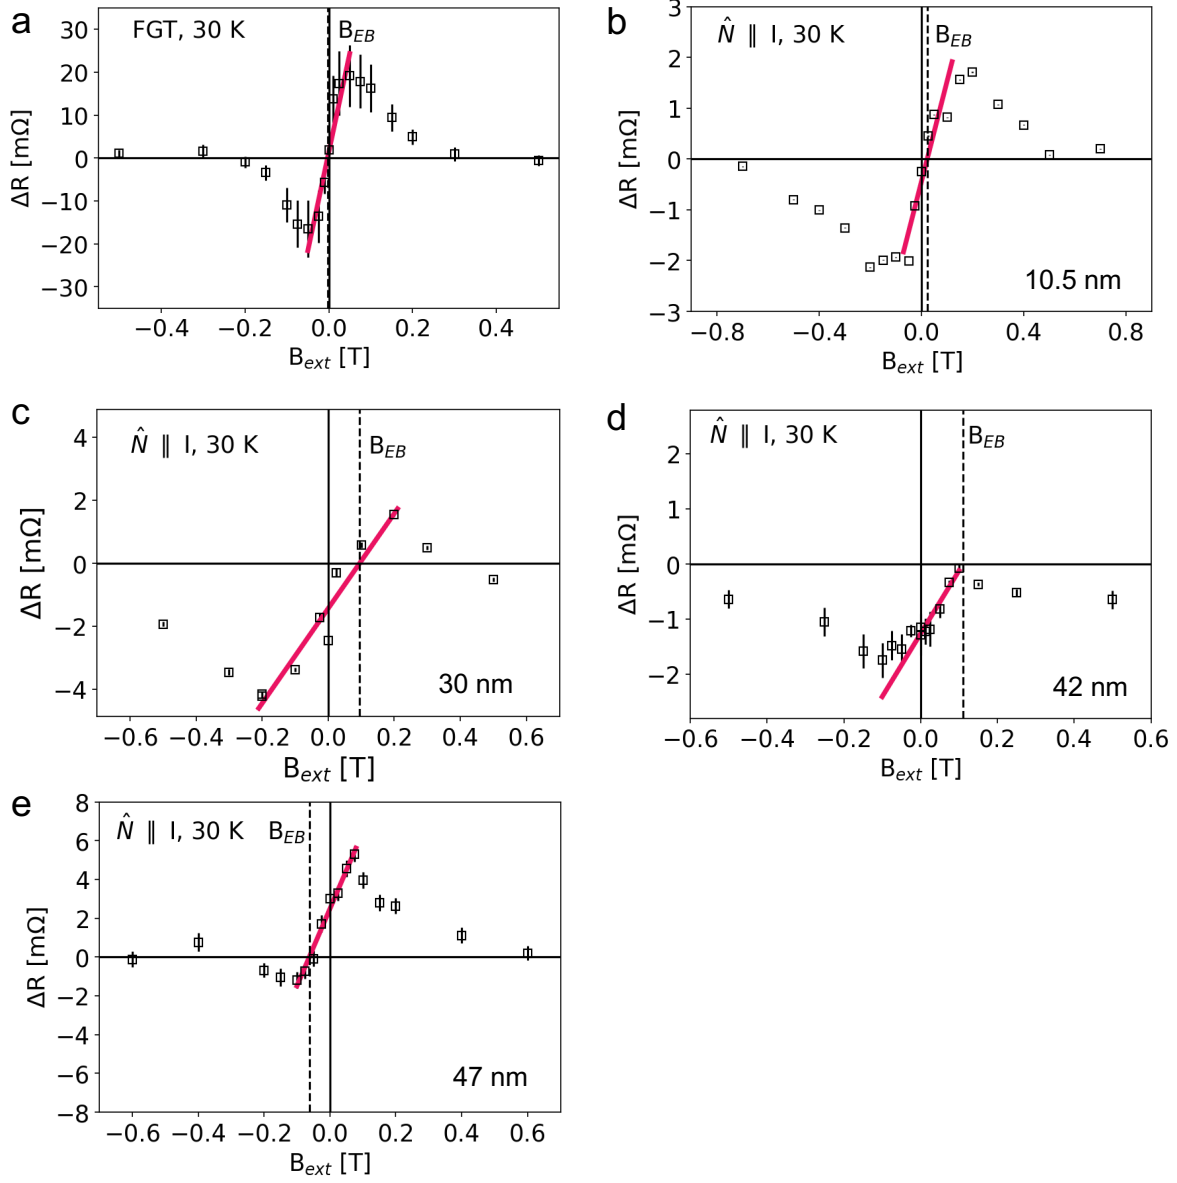 a
FGT, 30 K
B_EB
30
20
10
0
−10
−20
−30
ΔR [mΩ]
−0.4
−0.2
0.0
0.2
0.4
B_ext [T]
b
N̂ ∥ I, 30 K
B_EB
3
2
1
0
−1
−2
−3
ΔR [mΩ]
10.5 nm
−0.8
−0.4
0.0
0.4
0.8
B_ext [T]
c
N̂ ∥ I, 30 K
B_EB
4
2
0
−2
−4
ΔR [mΩ]
30 nm
−0.6
−0.4
−0.2
0.0
0.2
0.4
0.6
B_ext [T]
d
N̂ ∥ I, 30 K
B_EB
2
1
0
−1
−2
ΔR [mΩ]
42 nm
−0.6
−0.4
−0.2
0.0
0.2
0.4
0.6
B_ext [T]
e
N̂ ∥ I, 30 K
B_EB
8
6
4
2
0
−2
−4
−6
−8
ΔR [mΩ]
47 nm
−0.6
−0.4
−0.2
0.0
0.2
0.4
0.6
B_ext [T]